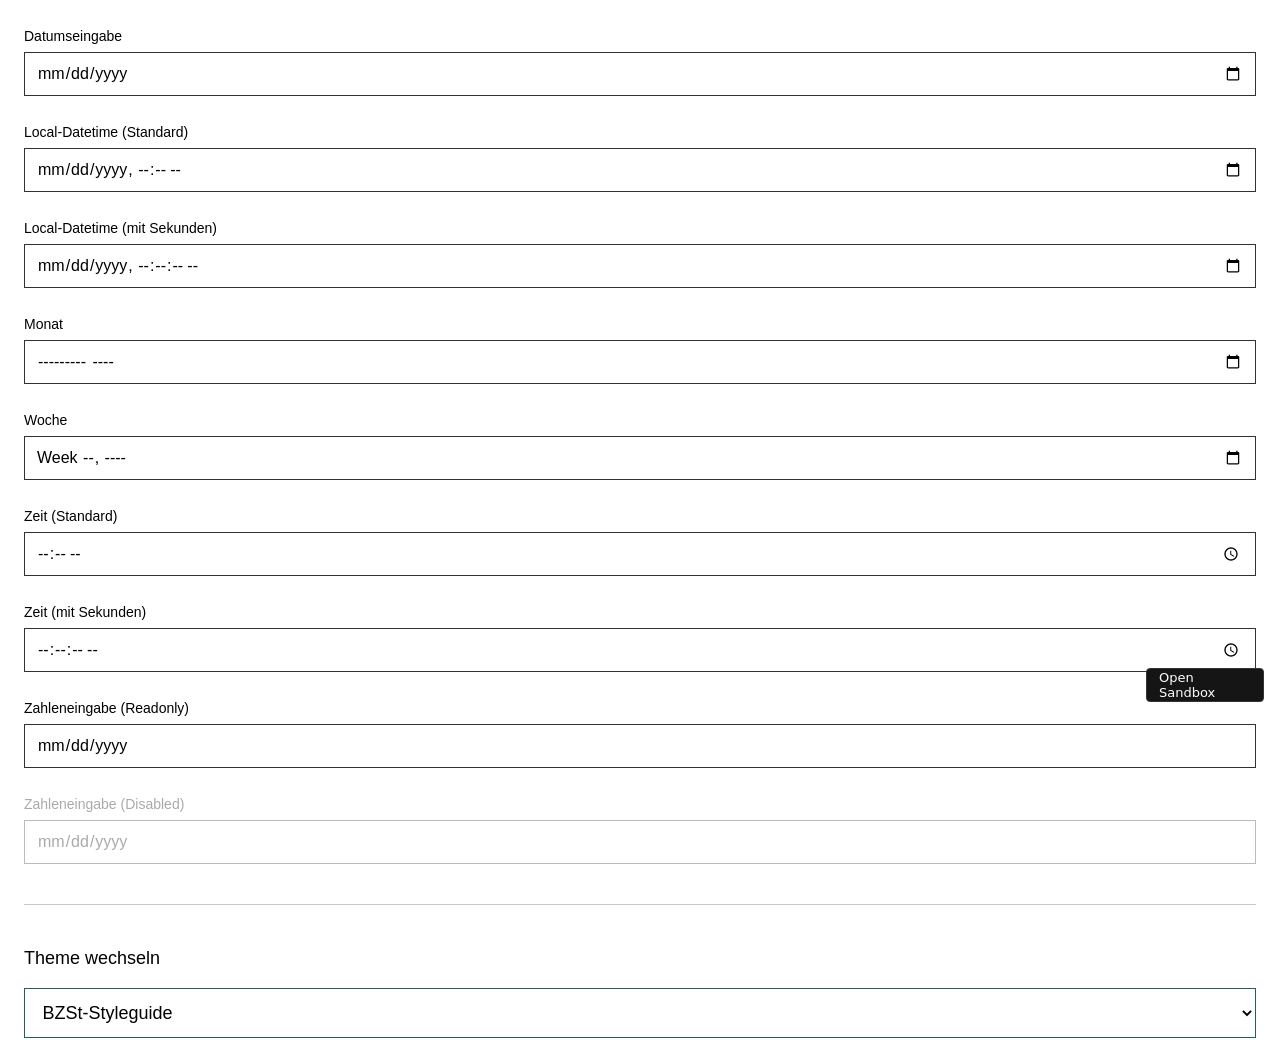 Datumseingabe
mm/dd/yyyy
Local-Datetime (Standard)
mm/dd/yyyy, --:-- --
Local-Datetime (mit Sekunden)
mm/dd/yyyy, --:--:-- --
Monat
--------- ----
Woche
Week --, ----
Zeit (Standard)
--:-- --
Zeit (mit Sekunden)
--:--:-- --
Open
Sandbox
Zahleneingabe (Readonly)
mm/dd/yyyy
Zahleneingabe (Disabled)
mm/dd/yyyy
Theme wechseln
BZSt-Styleguide